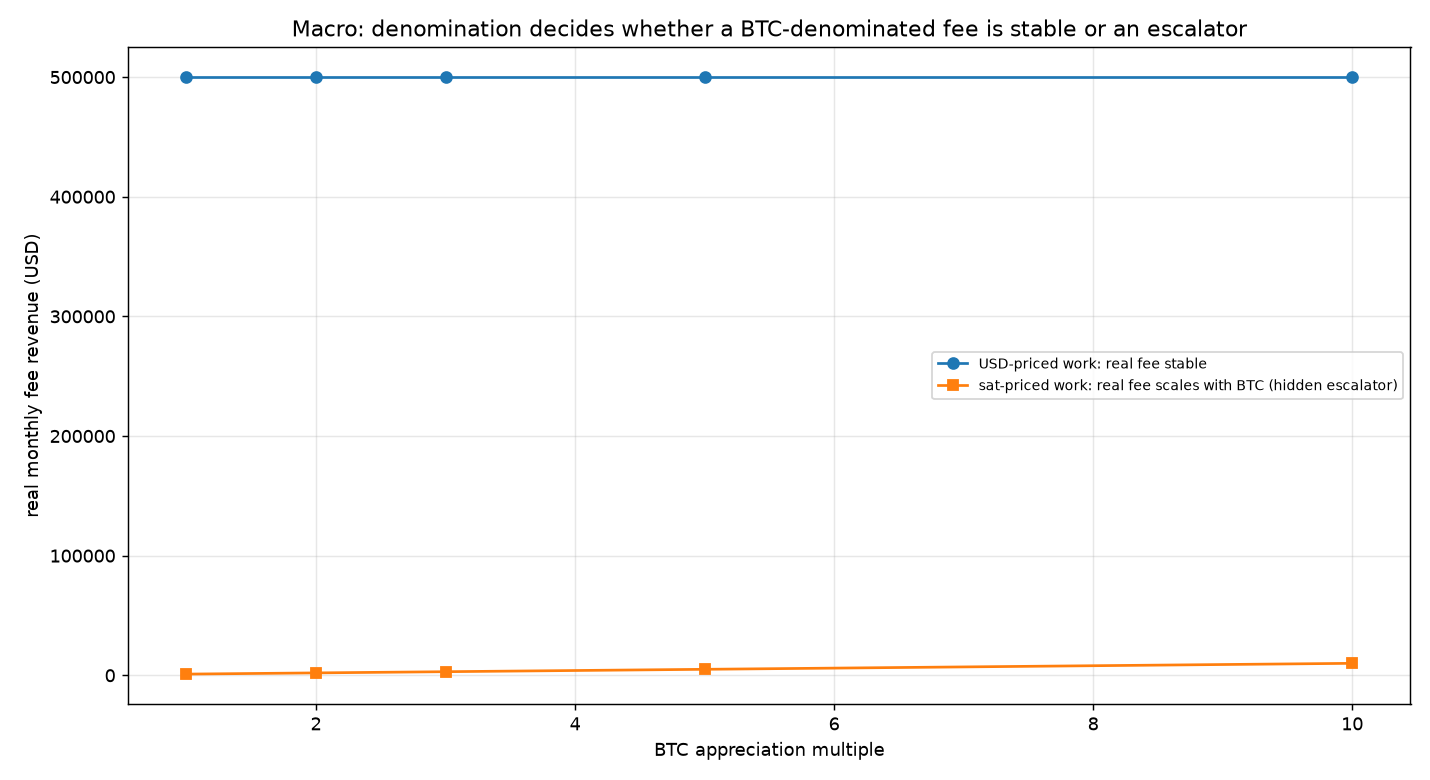 Macro: denomination decides whether a BTC-denominated fee is stable or an escalator
real monthly fee revenue (USD)
500000
400000
300000
200000
100000
0
USD-priced work: real fee stable
sat-priced work: real fee scales with BTC (hidden escalator)
2
4
6
8
10
BTC appreciation multiple